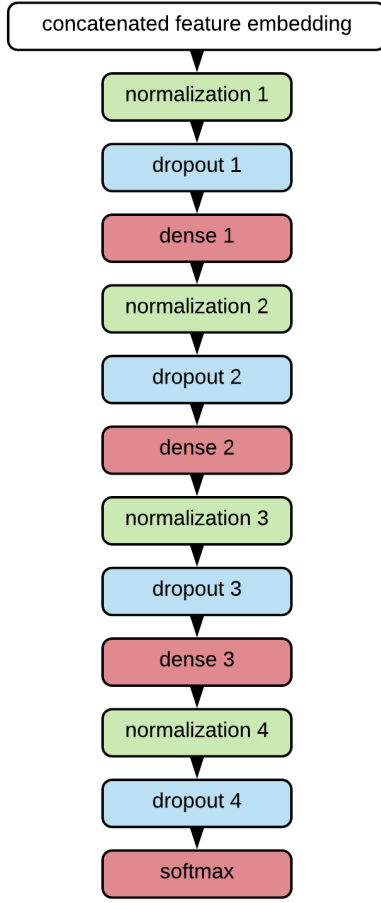 concatenated feature embedding
normalization 1
dropout 1
dense 1
normalization 2
dropout 2
dense 2
normalization 3
dropout 3
dense 3
normalization 4
dropout 4
softmax